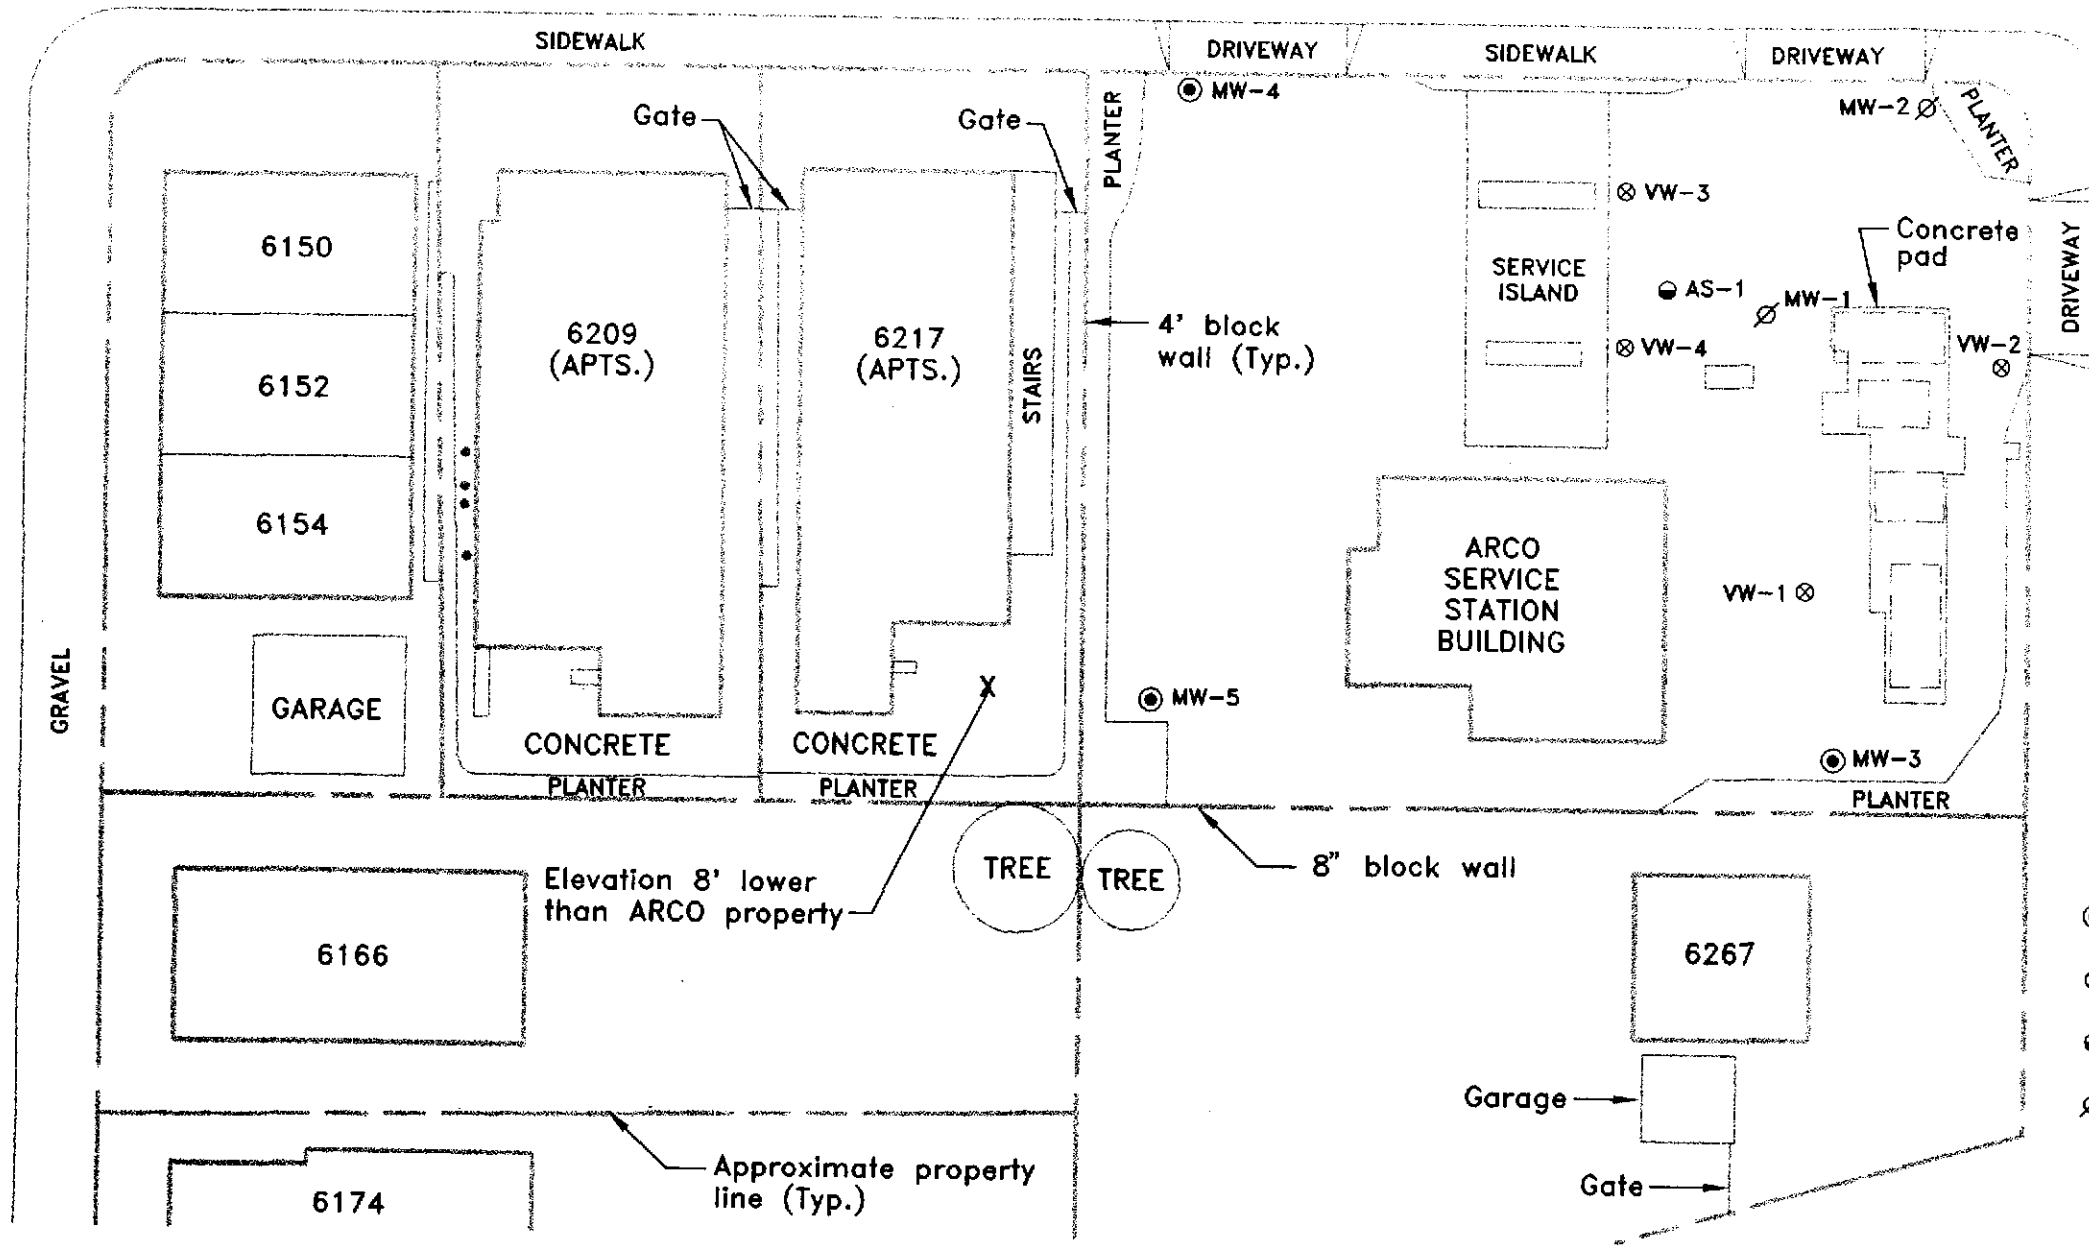 SIDEWALK
DRIVEWAY
SIDEWALK
DRIVEWAY
MW-4
MW-2
PLANTER
Gate
Gate
PLANTER
VW-3
6150
Concrete
pad
DRIVEWAY
SERVICE
ISLAND
AS-1
MW-1
6209
(APTS.)
6217
(APTS.)
4' block
wall (Typ.)
VW-4
VW-2
6152
STAIRS
6154
ARCO
SERVICE
STATION
BUILDING
VW-1
GRAVEL
GARAGE
X
MW-5
CONCRETE
CONCRETE
MW-3
PLANTER
PLANTER
PLANTER
TREE
TREE
8" block wall
Elevation 8' lower
than ARCO property
6166
6267
Garage
Approximate property
line (Typ.)
Gate
6174